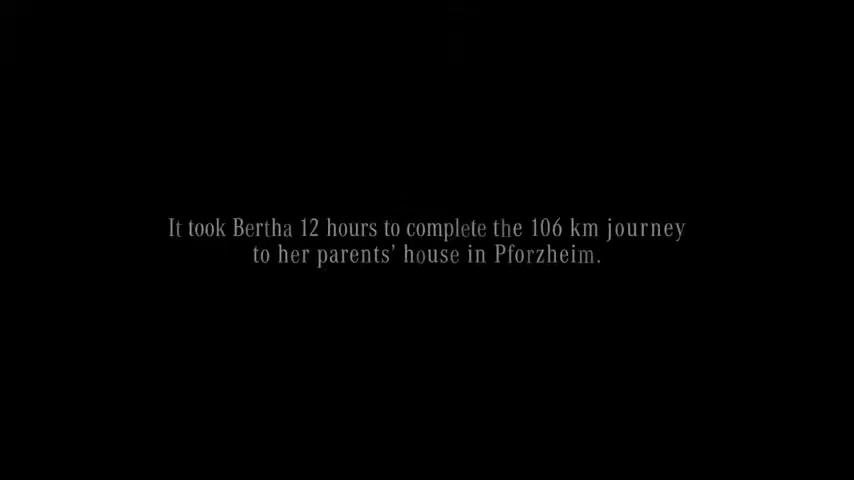 It took Bertha 12 hours to complete the 106 km journey
to her parents’ house in Pforzheim.